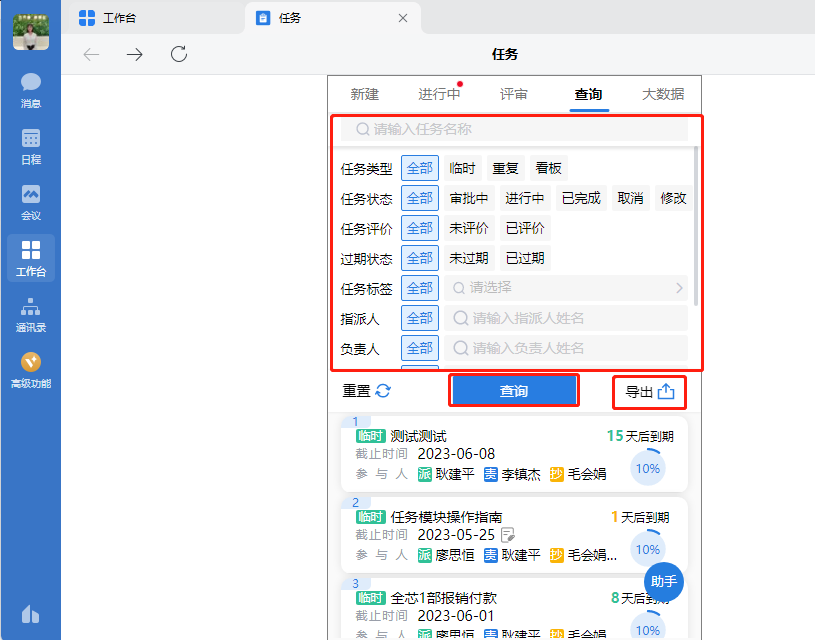 工作台
任务
任务
消息
日程
会议
工作台
通讯录
高级功能
新建 进行中 评审 查询 大数据
请输入任务名称
任务类型 全部 临时 重复 看板
任务状态 全部 审批中 进行中 已完成 取消 修改
任务评价 全部 未评价 已评价
过期状态 全部 未过期 已过期
任务标签 全部 请选择
指派人 全部 请输入指派人姓名
负责人 全部 请输入负责人姓名
重置 查询 导出
1
临时 测试测试 15天后到期
截止时间 2023-06-08
参与人 派 耿建平 责 李镇杰 抄 毛会娟
10%
2
临时 任务模块操作指南 1天后到期
截止时间 2023-05-25
参与人 派 廖思恒 责 耿建平 抄 毛会娟...
10%
助手
3
临时 全芯1部报销付款 8天后到期
截止时间 2023-06-01
参与人 派 廖思恒 责 耿建平 抄 毛会娟
10%